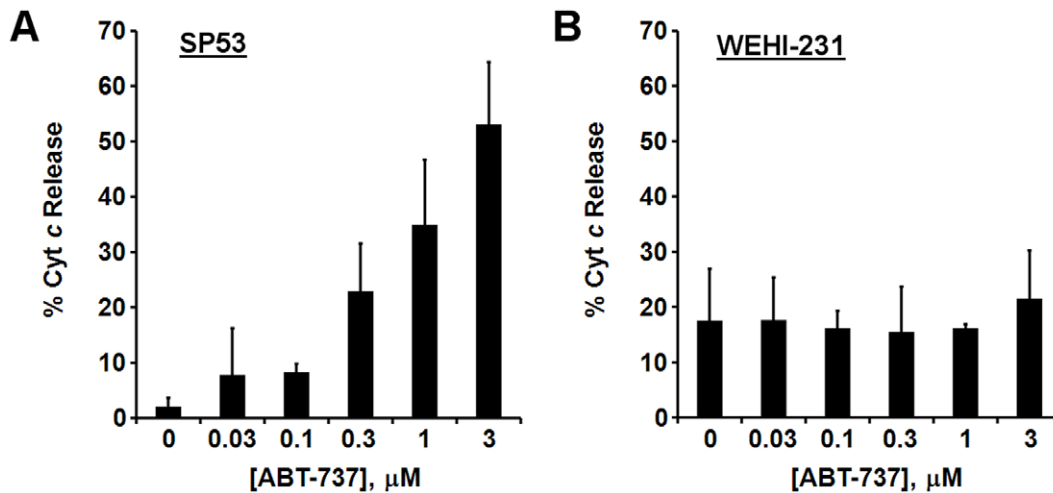 A
SP53
% Cyt c Release
70
60
50
40
30
20
10
0
0 0.03 0.1 0.3 1 3
[ABT-737], μM
B
WEHI-231
% Cyt c Release
70
60
50
40
30
20
10
0
0 0.03 0.1 0.3 1 3
[ABT-737], μM